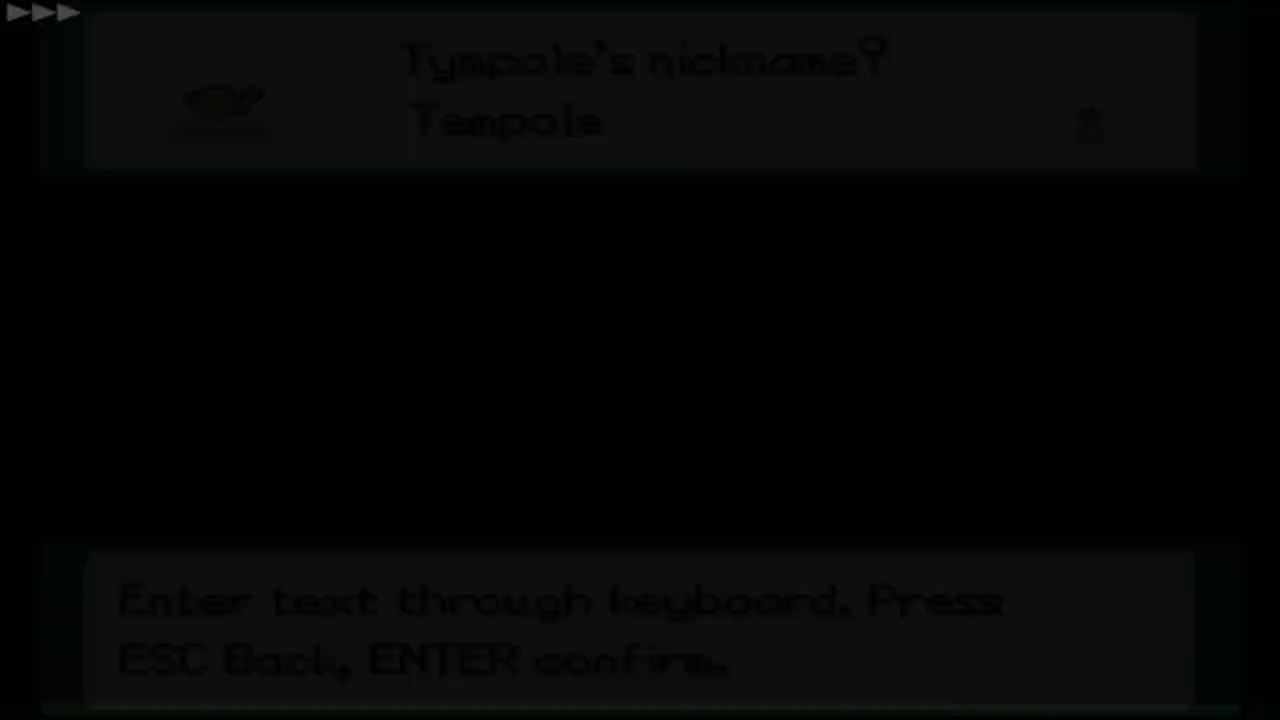 Tympole's nickname?
Tempole
Enter text through keyboard. Press
ESC Back, ENTER confirm.